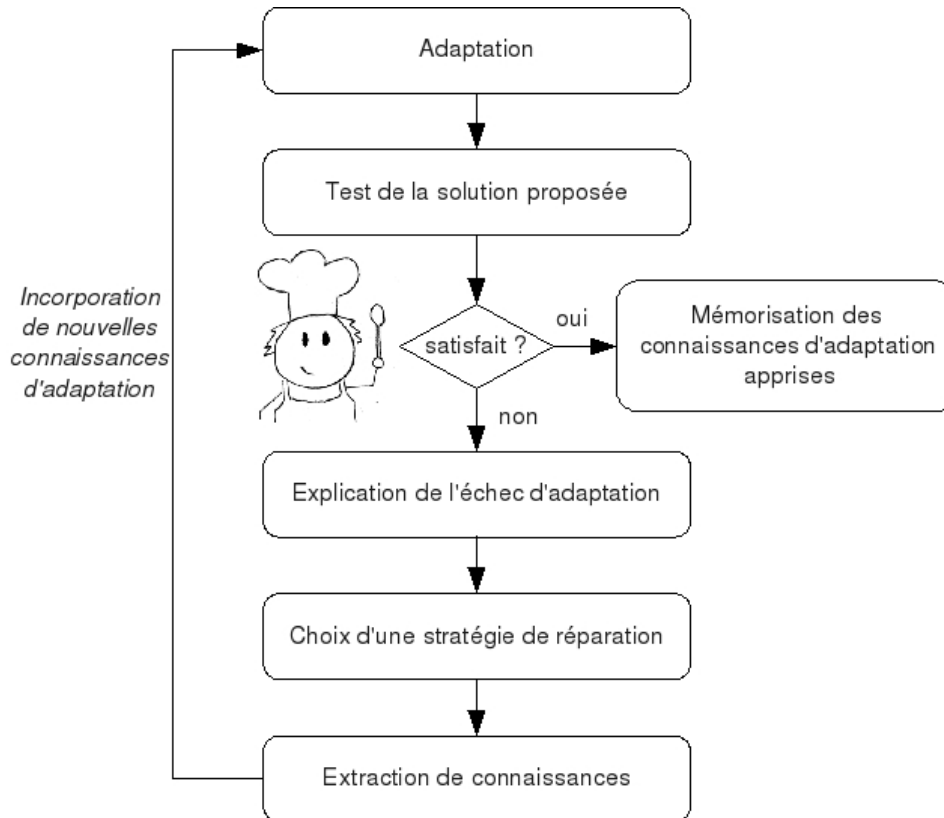 Adaptation
Test de la solution proposée
satisfait ?
oui
Mémorisation des
connaissances d'adaptation
apprises
non
Explication de l'échec d'adaptation
Choix d'une stratégie de réparation
Extraction de connaissances
Incorporation
de nouvelles
connaissances
d'adaptation